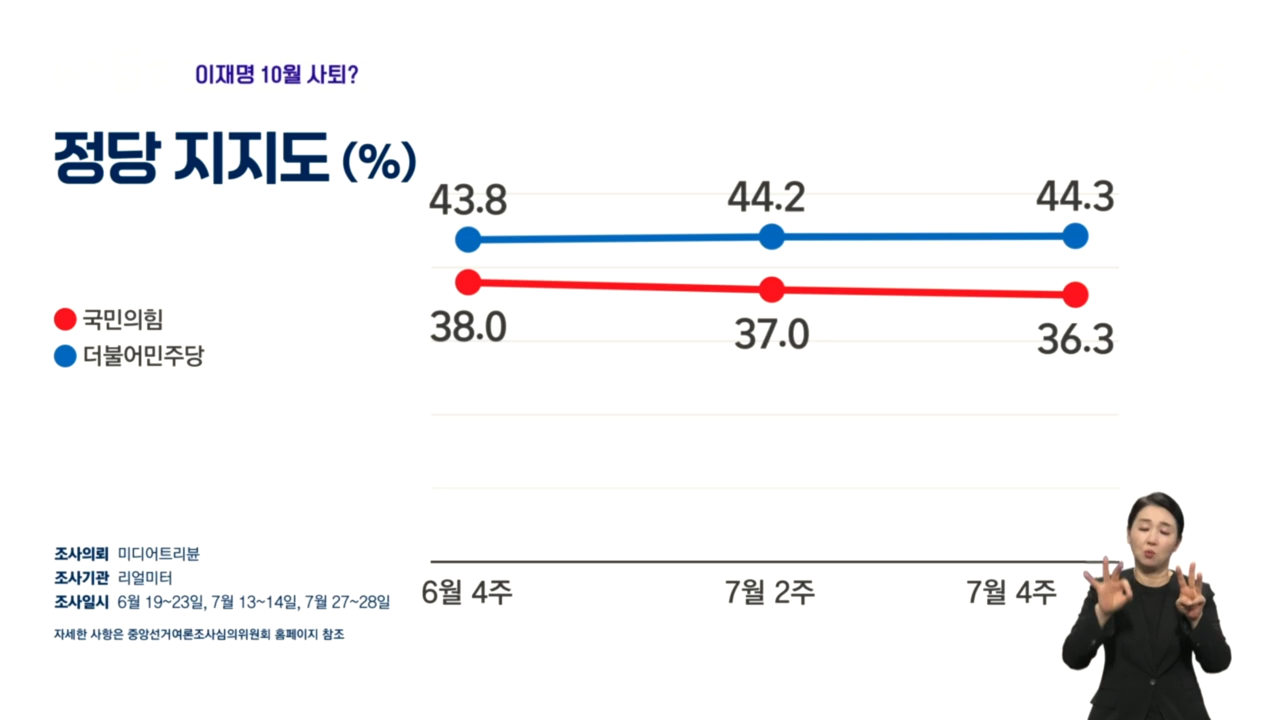 이재명 10월 사퇴?
정당 지지도 (%)
43.8
44.2
44.3
국민의힘
더불어민주당
38.0
37.0
36.3
조사의뢰 미디어트리뷴
조사기관 리얼미터
조사일시 6월 19~23일, 7월 13~14일, 7월 27~28일
자세한 사항은 중앙선거여론조사심의위원회 홈페이지 참조
6월 4주
7월 2주
7월 4주